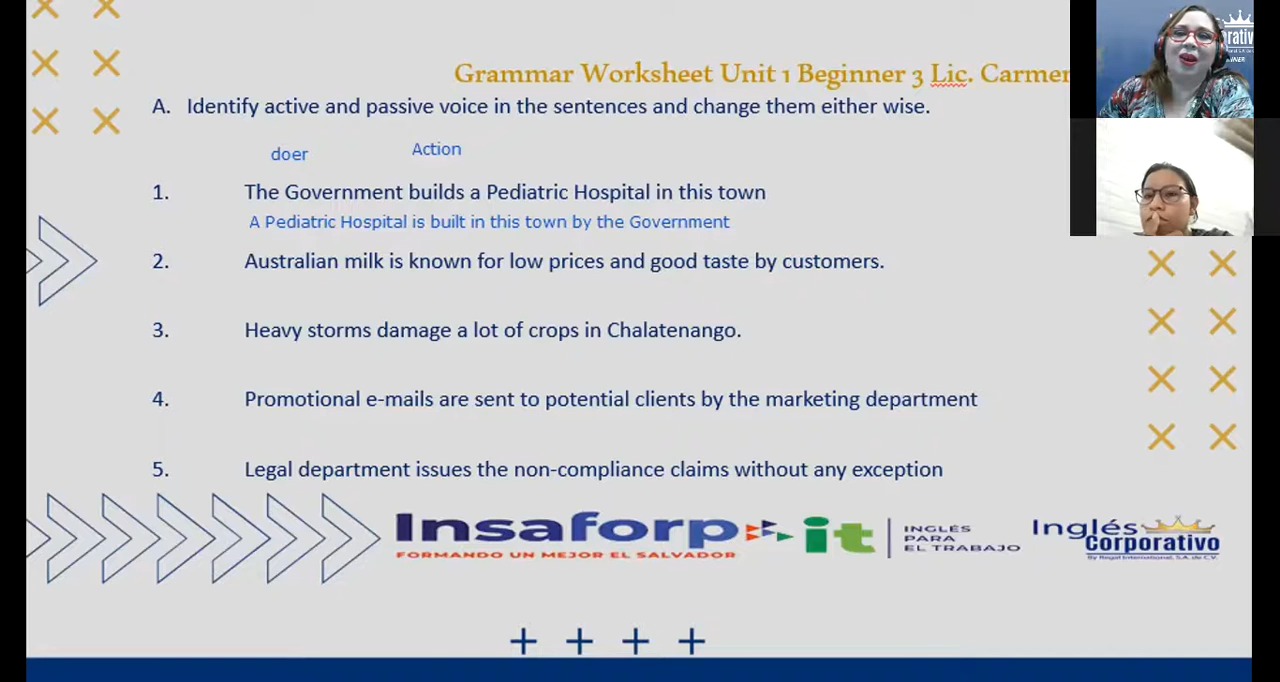 Grammar Worksheet Unit 1 Beginner 3 Lic. Carmen
A. Identify active and passive voice in the sentences and change them either wise.
doer Action
1. The Government builds a Pediatric Hospital in this town
A Pediatric Hospital is built in this town by the Government
2. Australian milk is known for low prices and good taste by customers.
3. Heavy storms damage a lot of crops in Chalatenango.
4. Promotional e-mails are sent to potential clients by the marketing department
5. Legal department issues the non-compliance claims without any exception
Insaforp
FORMANDO UN MEJOR EL SALVADOR
it
INGLÉS
PARA
EL TRABAJO
Inglés
Corporativo
By Regal International, S.A. de C.V.